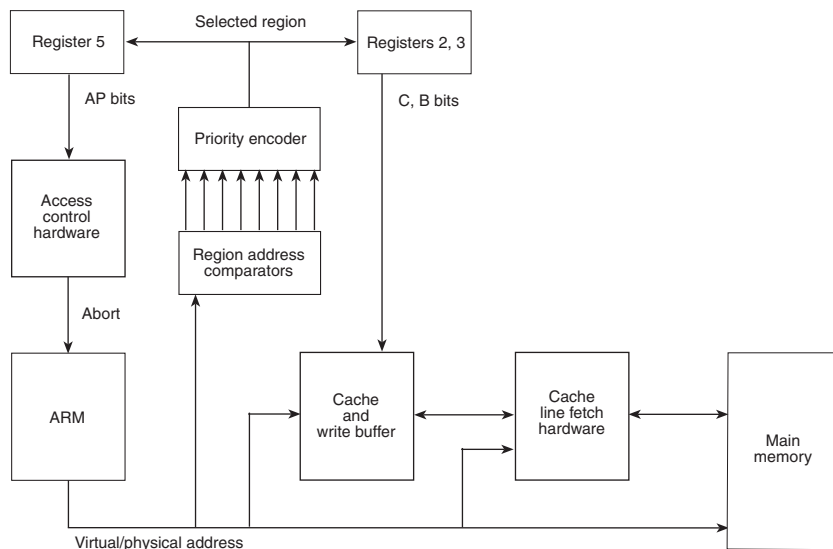 Selected region
Register 5
Registers 2, 3
AP bits
C, B bits
Priority encoder
Access
control
hardware
Region address
comparators
Abort
ARM
Cache
and
write buffer
Cache
line fetch
hardware
Main
memory
Virtual/physical address